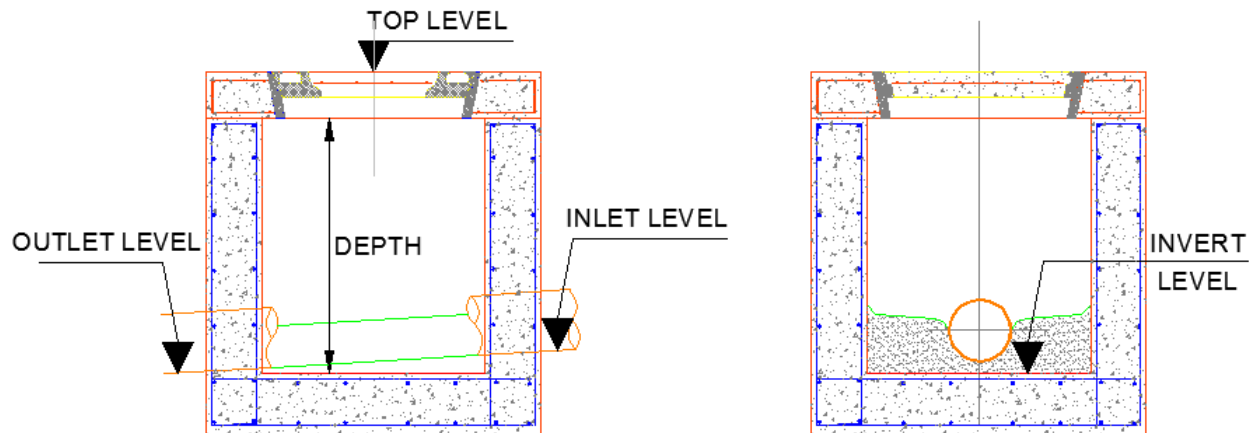 TOP LEVEL
OUTLET LEVEL
DEPTH
INLET LEVEL
INVERT
LEVEL